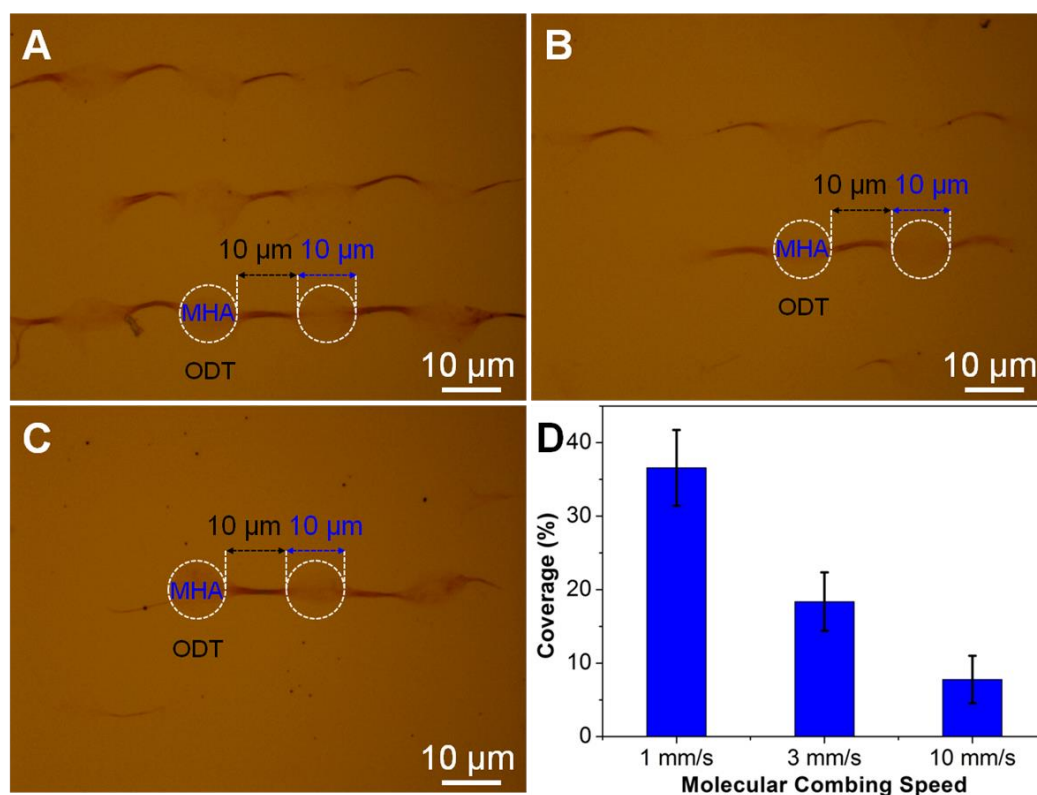 A
10 µm
10 µm
MHA
ODT
10 µm
B
10 µm
10 µm
MHA
ODT
10 µm
C
10 µm
10 µm
MHA
ODT
10 µm
D
Coverage (%)
40
30
20
10
0
1 mm/s
3 mm/s
10 mm/s
Molecular Combing Speed